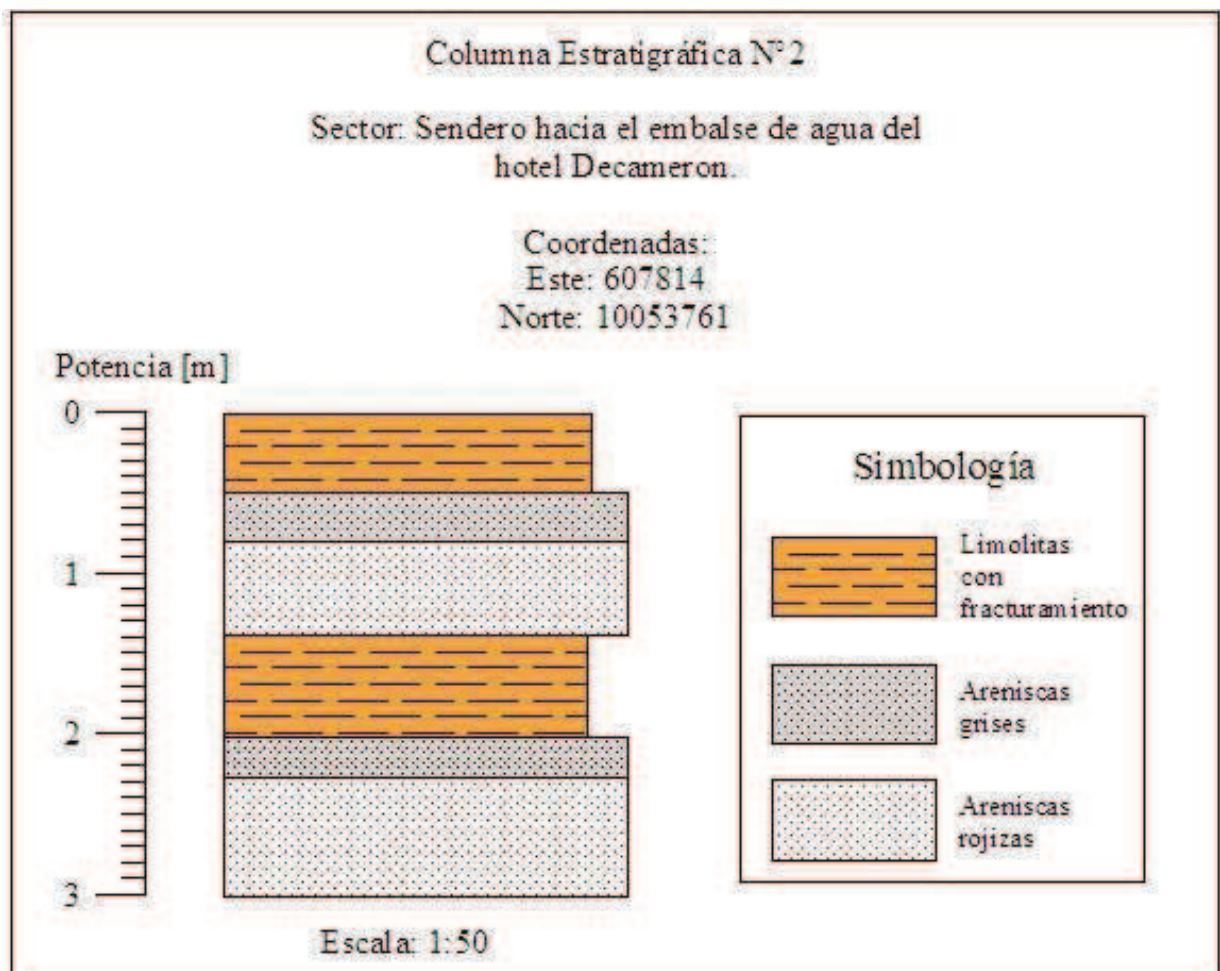 Columna Estratigráfica N°2
Sector: Sendero hacia el embalse de agua del
hotel Decameron.
Coordenadas:
Este: 607814
Norte: 10053761
Potencia [m]
0
1
2
3
Escala: 1:50
Simbología
Limolitas
con
fracturamiento
Areniscas
grises
Areniscas
rojizas